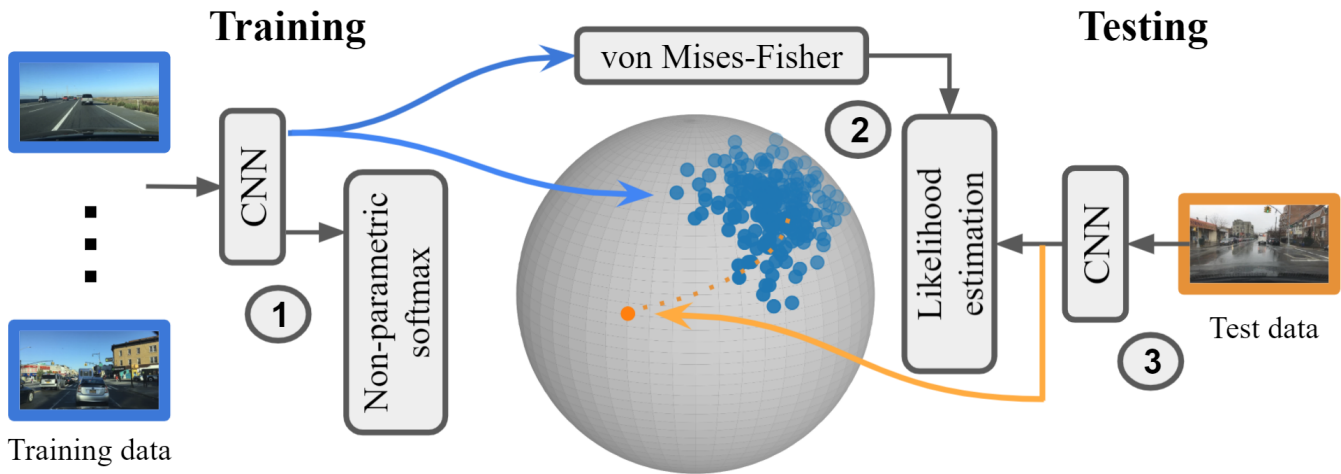 Training
Testing
von Mises-Fisher
CNN
Non-parametric
softmax
1
2
Likelihood
estimation
CNN
3
Training data
Test data